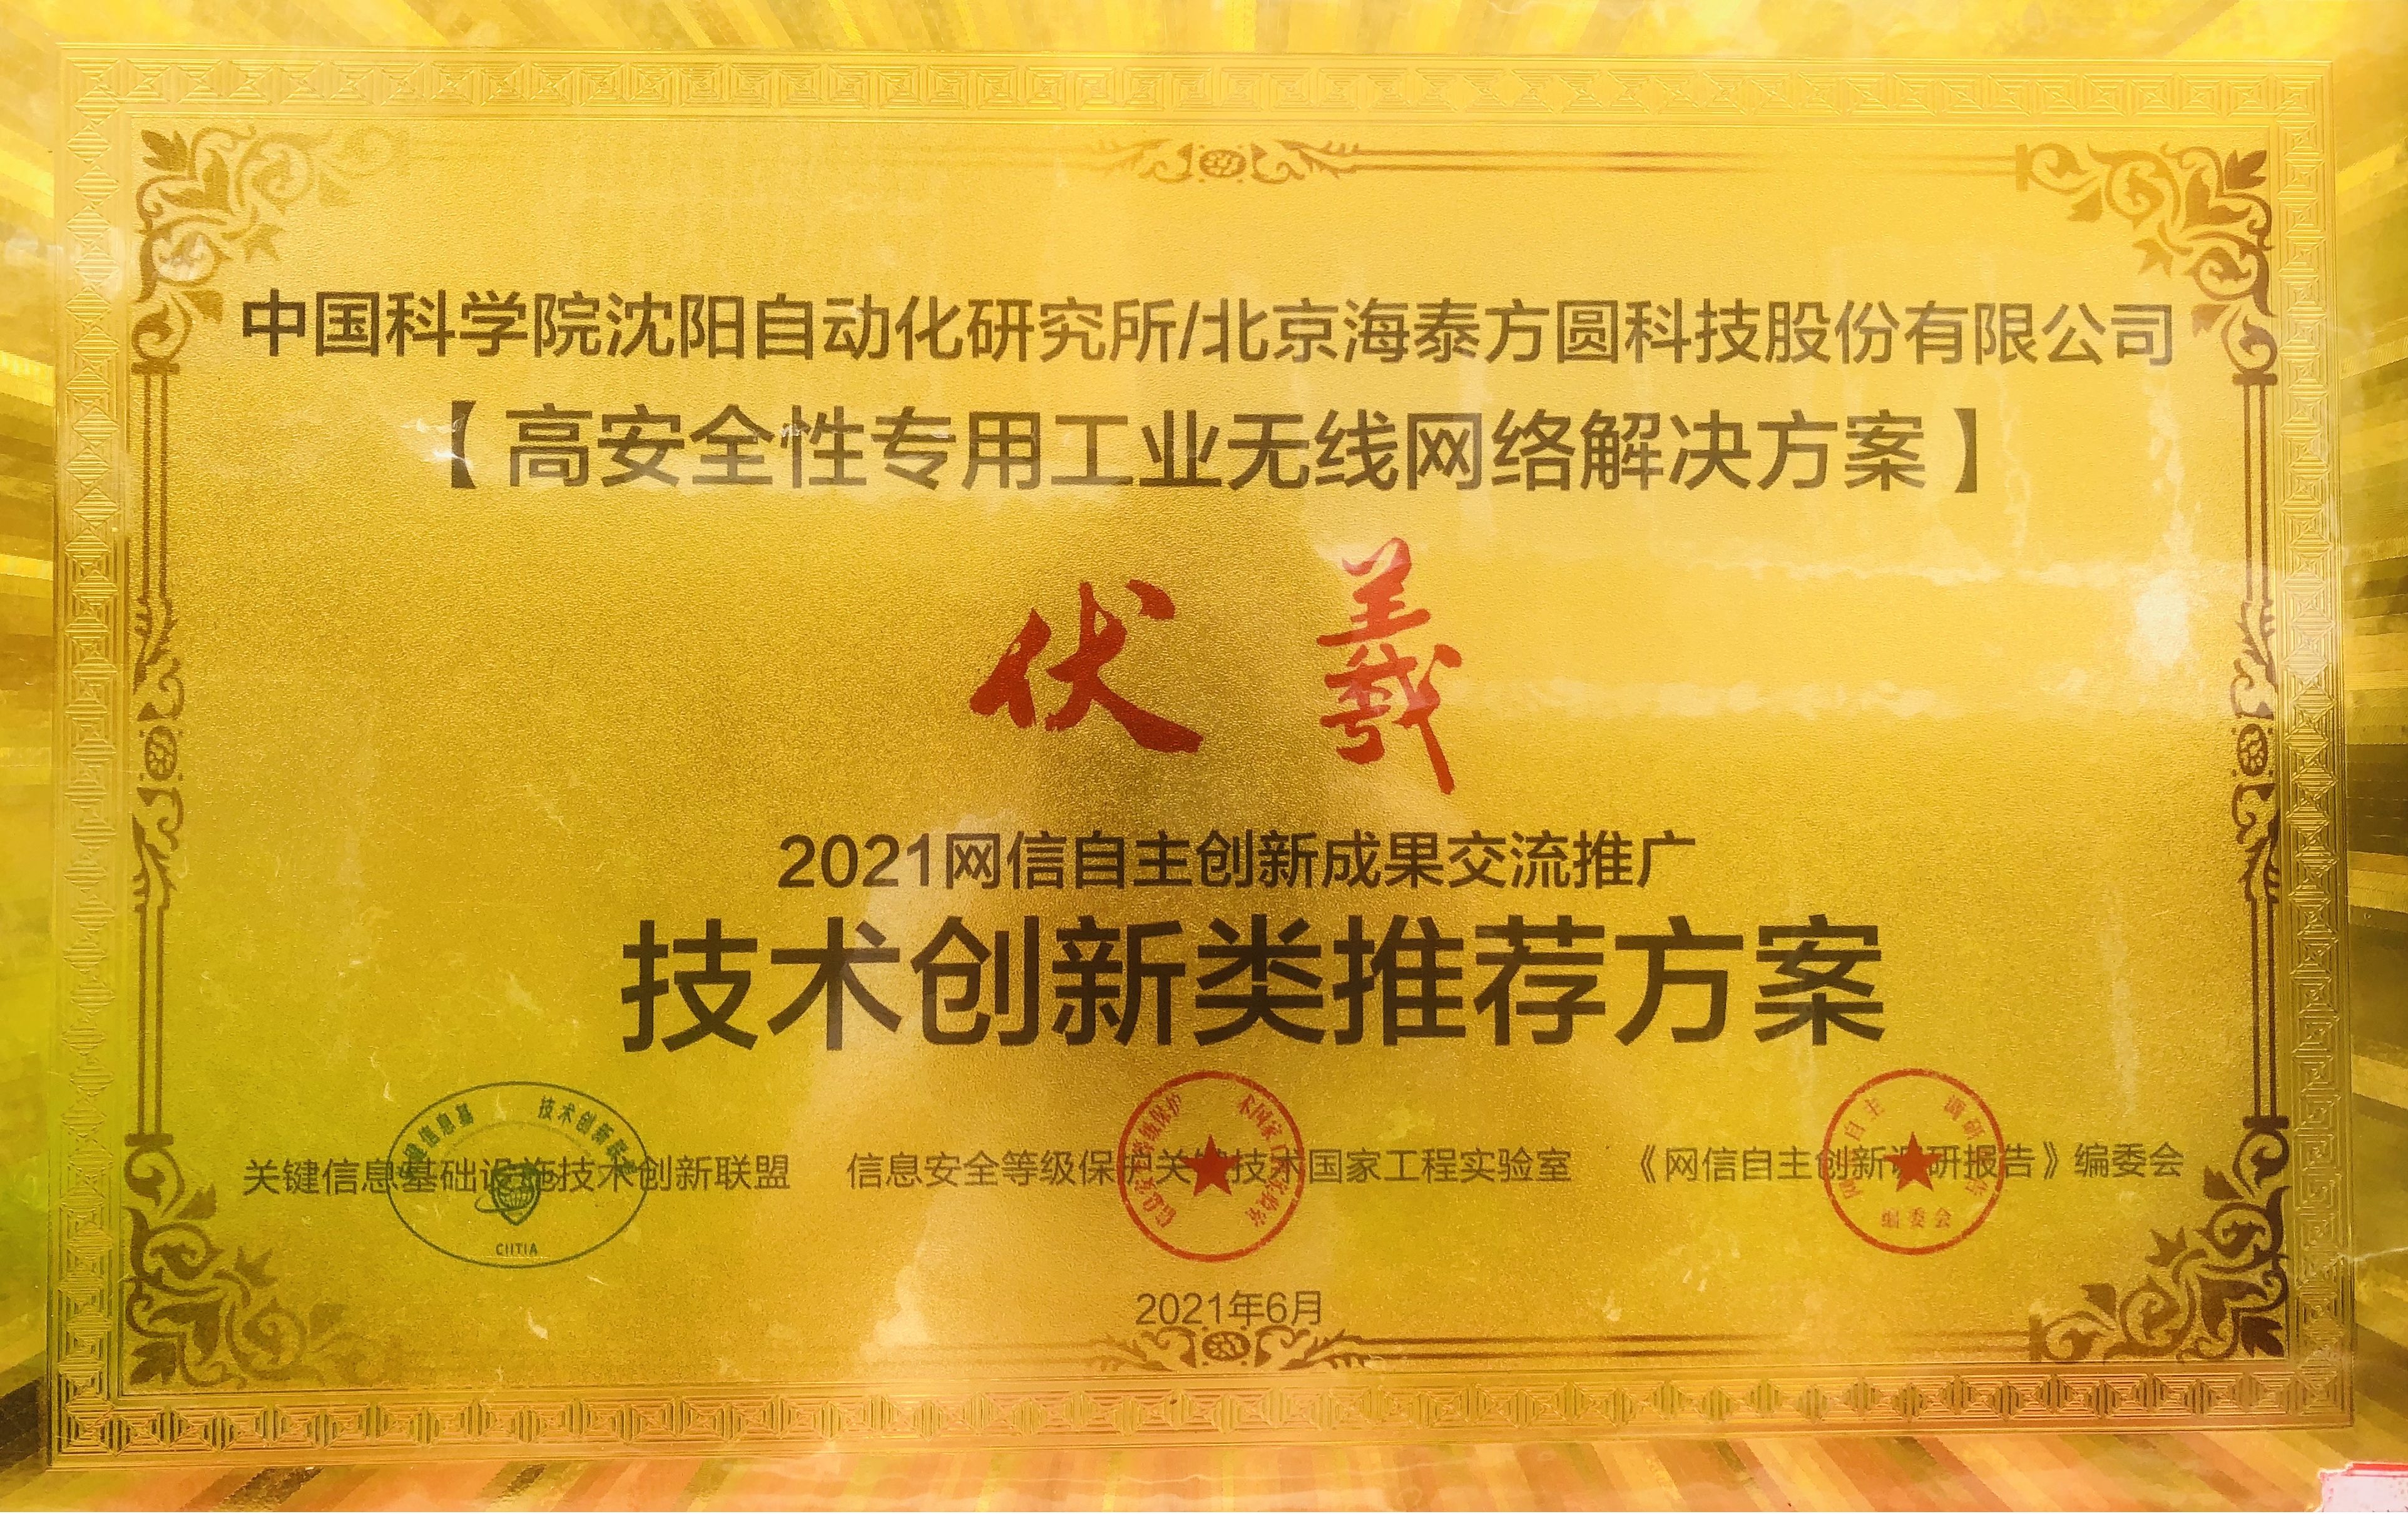 中国科学院沈阳自动化研究所/北京海泰方圆科技股份有限公司
【高安全性专用工业无线网络解决方案】
伏羲
2021网信自主创新成果交流推广
技术创新类推荐方案
关键信息基础设施技术创新联盟 信息安全等级保护关键技术国家工程实验室 《网信自主创新调研报告》编委会
CIITIA
编委会
2021年6月